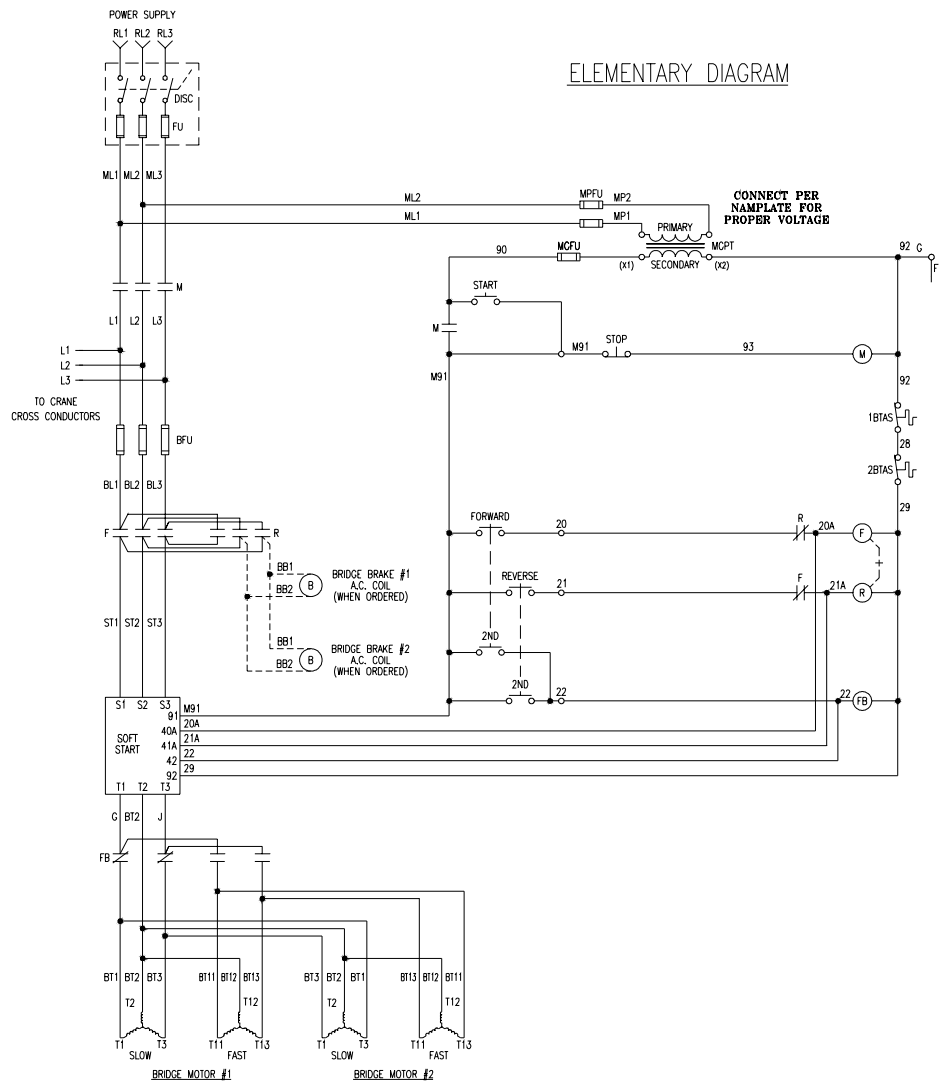 POWER SUPPLY
RL1 RL2 RL3
ELEMENTARY DIAGRAM
DISC
FU
ML1 ML2 ML3
ML2 MPFU MP2
ML1 MP1
CONNECT PER
NAMPLATE FOR
PROPER VOLTAGE
PRIMARY
MCPT
90 MCFU (X1) SECONDARY (X2) 92 G
F
START
M
M
L1 L2 L3
STOP
M91 93 M
L1
L2
L3
M91
92
TO CRANE
CROSS CONDUCTORS
1BTAS
BFU
28
2BTAS
BL1 BL2 BL3
29
FORWARD
F R
20 R 20A F
BB1
BB2
B
BRIDGE BRAKE #1
A.C. COIL
(WHEN ORDERED)
REVERSE
21 F 21A R
ST1 ST2 ST3
BB1
BB2
B
BRIDGE BRAKE #2
A.C. COIL
(WHEN ORDERED)
2ND
2ND
22 22 FB
S1 S2 S3
91 M91
40A 20A
41A 21A
42 22
92 29
SOFT
START
T1 T2 T3
G BT2 J
FB
BT1 BT2 BT3 BT11 BT12 BT13 BT3 BT2 BT1 BT13 BT12 BT11
T2 T12 T2 T12
T1 T3 T11 T13 T1 T3 T11 T13
SLOW FAST SLOW FAST
BRIDGE MOTOR #1 BRIDGE MOTOR #2